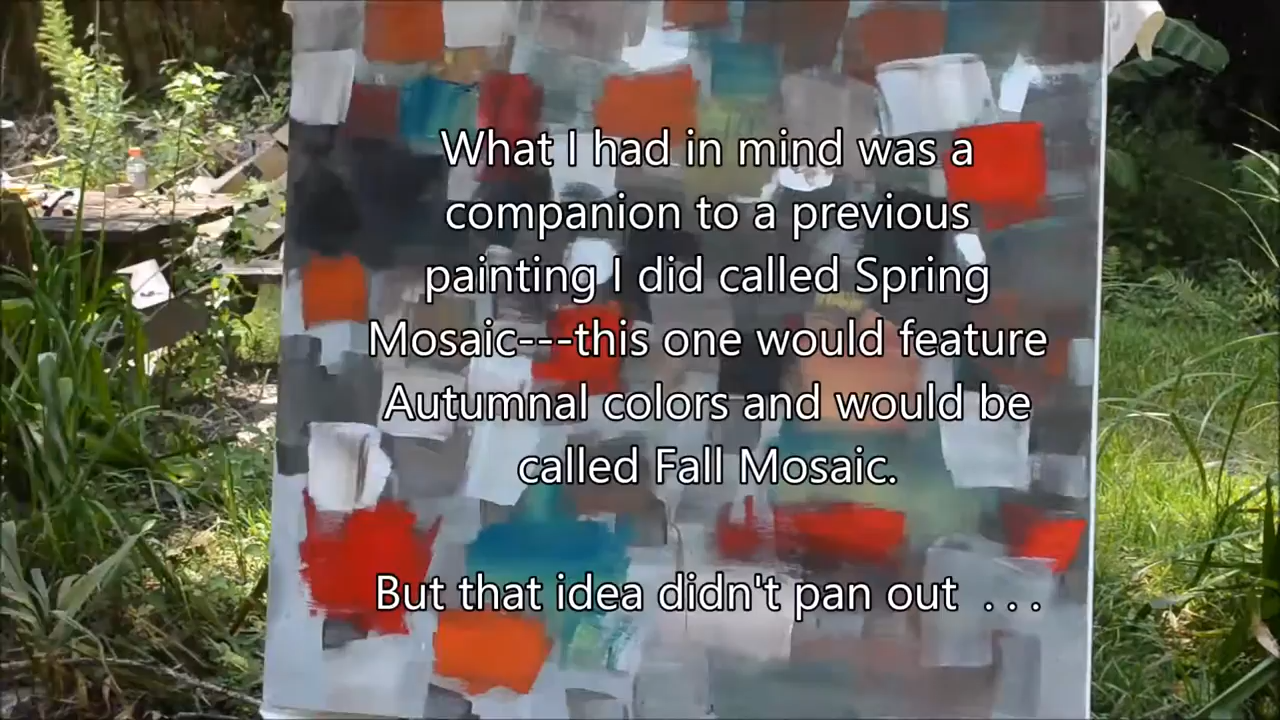 What I had in mind was a
companion to a previous
painting I did called Spring
Mosaic---this one would feature
Autumnal colors and would be
called Fall Mosaic.
But that idea didn't pan out . . .